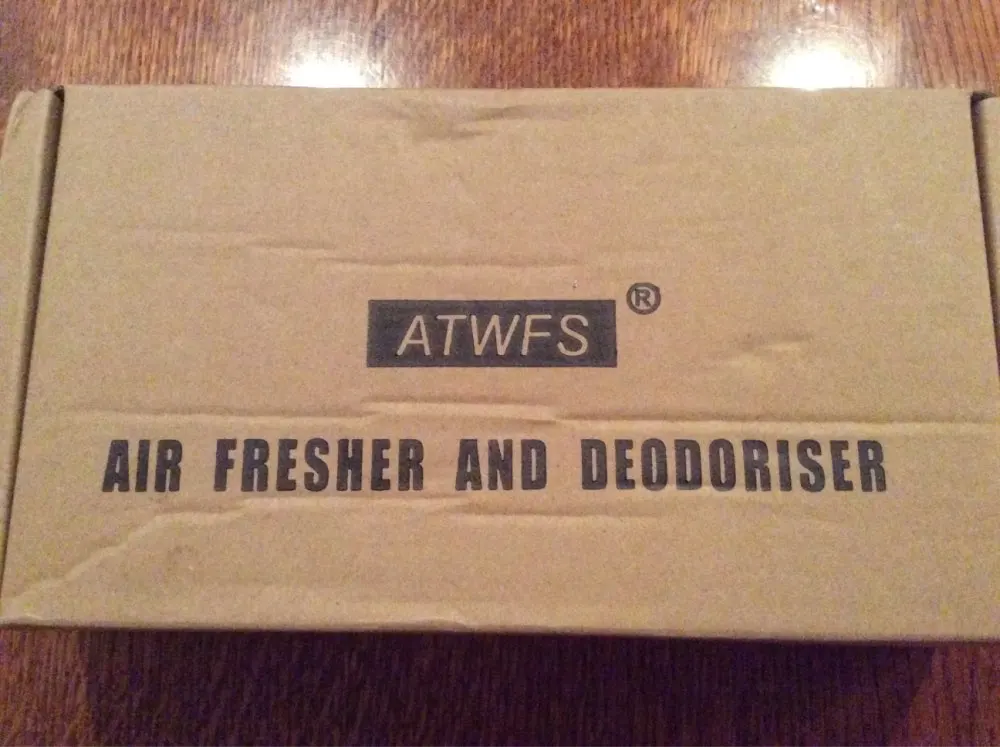 ATWFS ®
AIR FRESHER AND DEODORISER